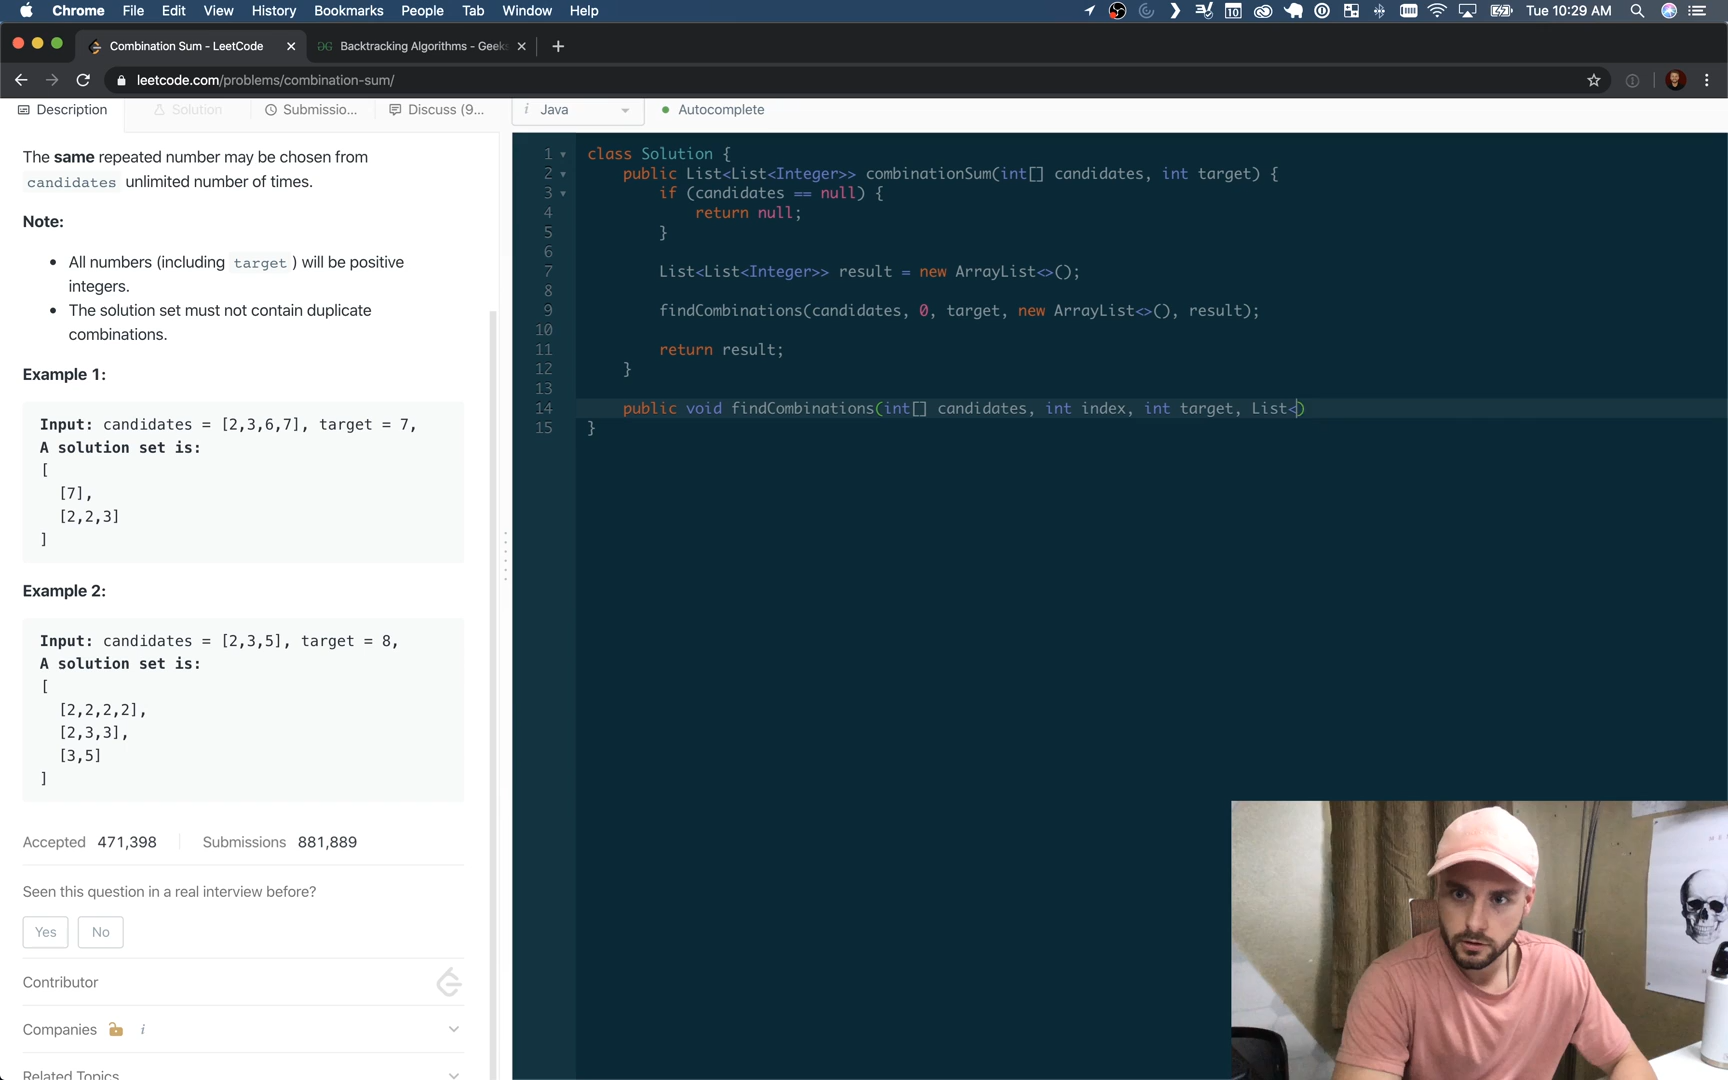 Chrome File Edit View History Bookmarks People Tab Window Help
10 Tue 10:29 AM
Combination Sum - LeetCode
Backtracking Algorithms - Geeks
leetcode.com/problems/combination-sum/
Description Solution Submissio... Discuss (9...
i Java Autocomplete
The same repeated number may be chosen from
candidates unlimited number of times.
Note:
All numbers (including target ) will be positive
integers.
The solution set must not contain duplicate
combinations.
Example 1:
Input: candidates = [2,3,6,7], target = 7,
A solution set is:
[
[7],
[2,2,3]
]
Example 2:
Input: candidates = [2,3,5], target = 8,
A solution set is:
[
[2,2,2,2],
[2,3,3],
[3,5]
]
Accepted 471,398 Submissions 881,889
Seen this question in a real interview before?
Yes No
Contributor
Companies i
Related Topics
1 class Solution {
2 public List<List<Integer>> combinationSum(int[] candidates, int target) {
3 if (candidates == null) {
4 return null;
5 }
6
7 List<List<Integer>> result = new ArrayList<>();
8
9 findCombinations(candidates, 0, target, new ArrayList<>(), result);
10
11 return result;
12 }
13
14 public void findCombinations(int[] candidates, int index, int target, List<)
15 }